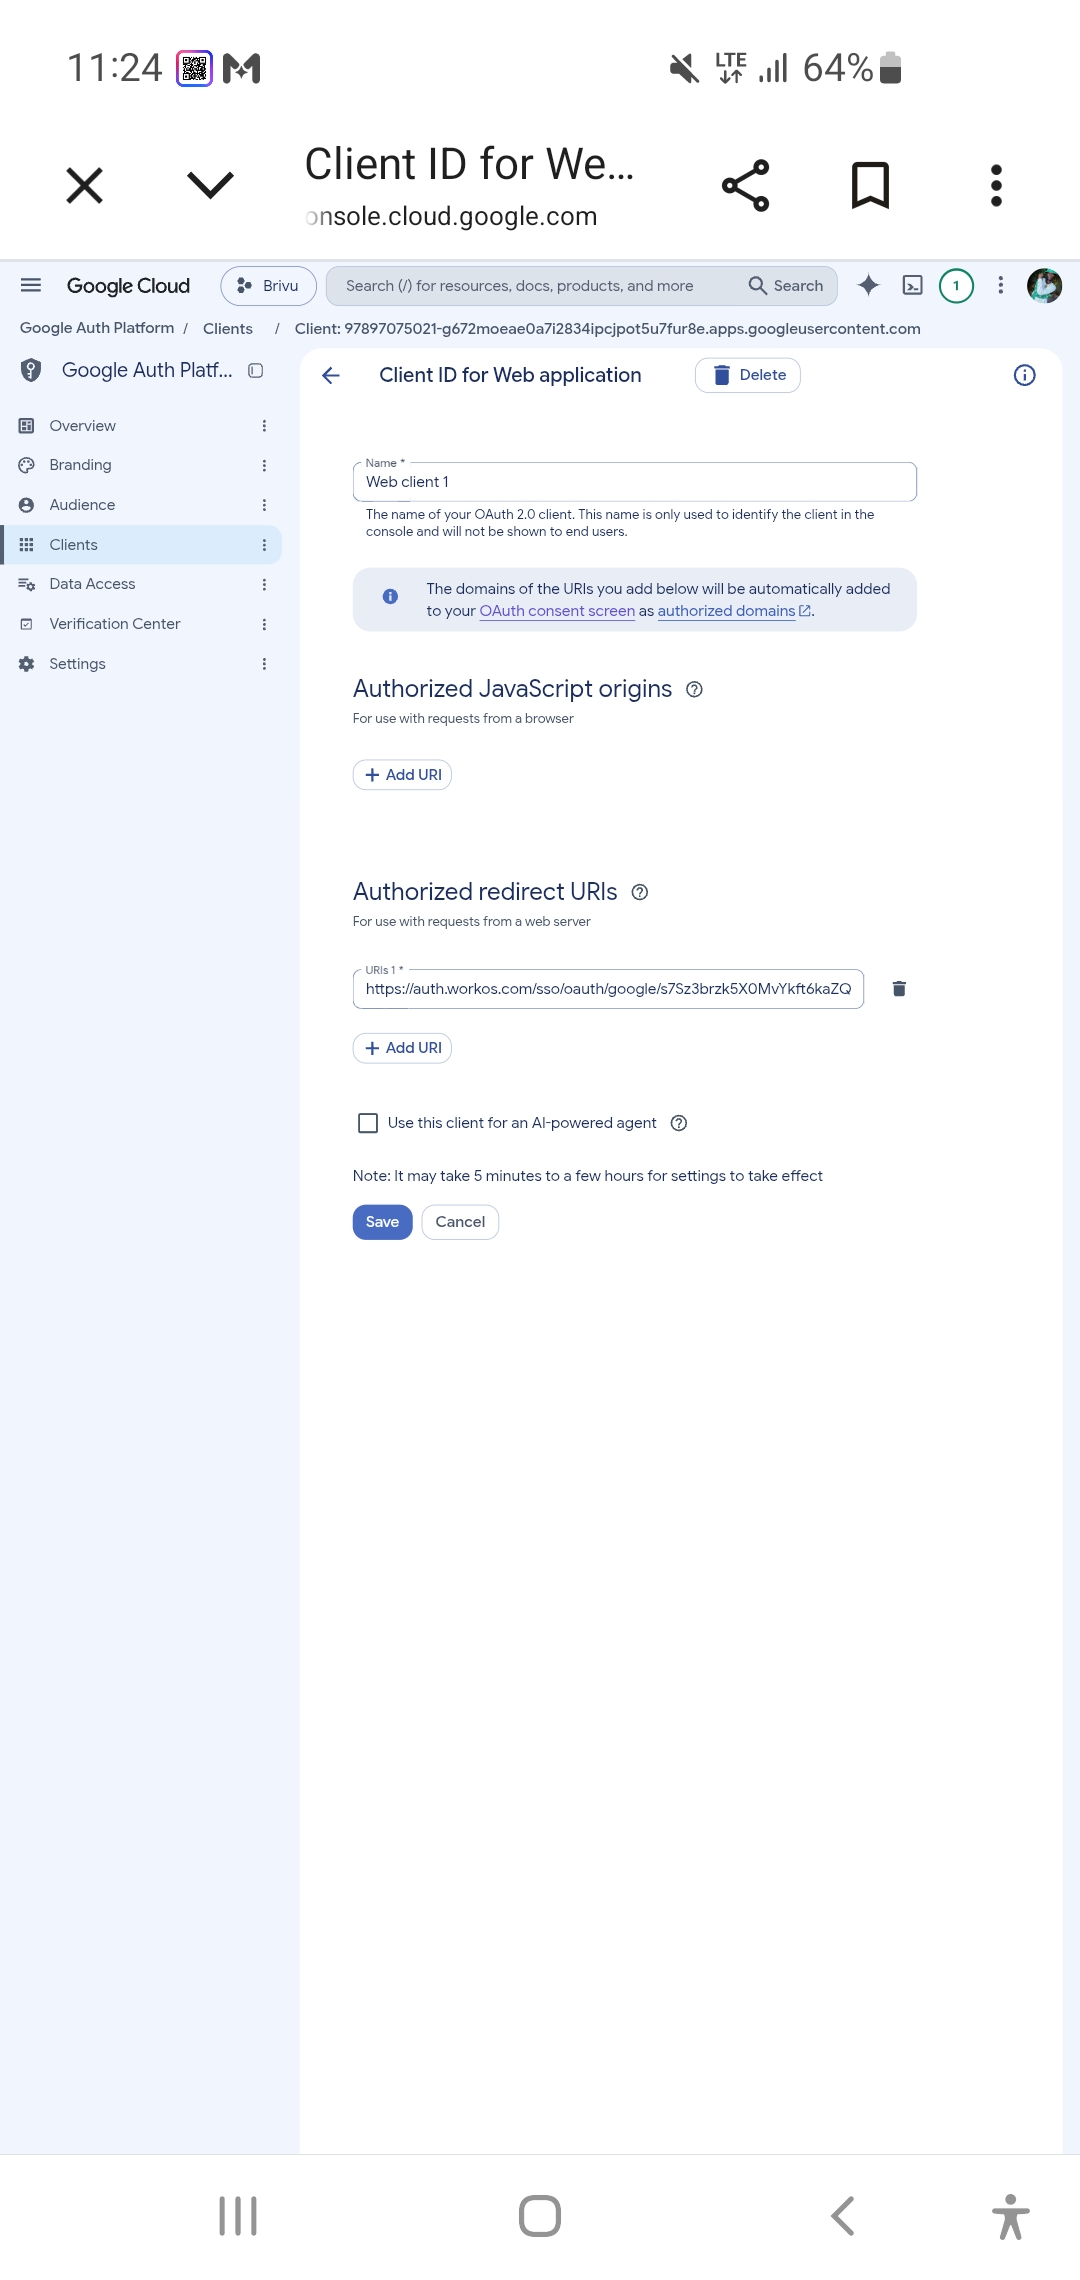 11:24
LTE
64%
Client ID for We...
onsole.cloud.google.com
Google Cloud
Brivu
Search (/) for resources, docs, products, and more
Search
1
Google Auth Platform / Clients / Client: 97897075021-g672moeae0a7i2834ipcjpot5u7fur8e.apps.googleusercontent.com
Google Auth Platf...
Client ID for Web application
Delete
Overview
Branding
Audience
Clients
Data Access
Verification Center
Settings
Name *
Web client 1
The name of your OAuth 2.0 client. This name is only used to identify the client in the
console and will not be shown to end users.
The domains of the URIs you add below will be automatically added
to your OAuth consent screen as authorized domains.
Authorized JavaScript origins
For use with requests from a browser
+ Add URI
Authorized redirect URIs
For use with requests from a web server
URIs 1 *
https://auth.workos.com/sso/oauth/google/s7Sz3brzk5X0MvYkft6kaZQ
+ Add URI
Use this client for an AI-powered agent
Note: It may take 5 minutes to a few hours for settings to take effect
Save
Cancel